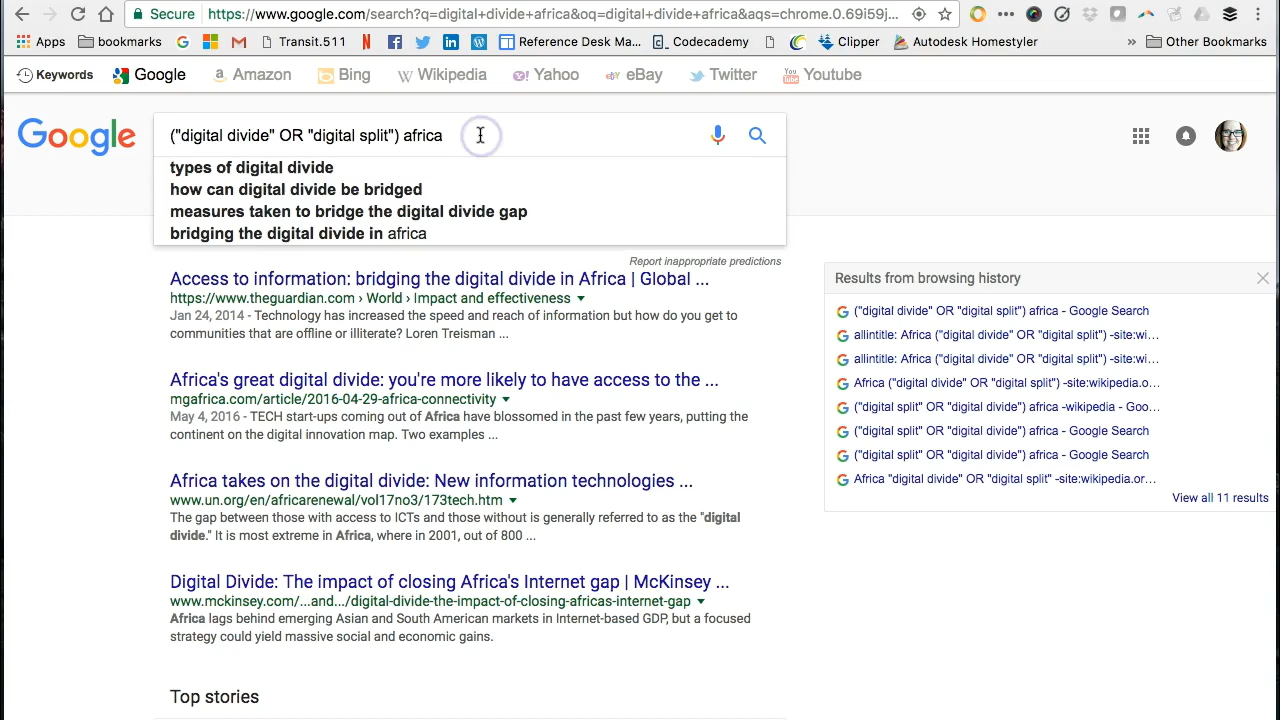 Secure https://www.google.com/search?q=digital+divide+africa&oq=digital+divide+africa&aqs=chrome.0.69i59j...
Apps bookmarks Transit.511 Reference Desk Ma... Codecademy Clipper Autodesk Homestyler » Other Bookmarks
Keywords Google Amazon Bing Wikipedia Yahoo eBay Twitter Youtube
Google
("digital divide" OR "digital split") africa
types of digital divide
how can digital divide be bridged
measures taken to bridge the digital divide gap
bridging the digital divide in africa
Report inappropriate predictions
Access to information: bridging the digital divide in Africa | Global ...
https://www.theguardian.com › World › Impact and effectiveness
Jan 24, 2014 - Technology has increased the speed and reach of information but how do you get to
communities that are offline or illiterate? Loren Treisman ...
Africa's great digital divide: you're more likely to have access to the ...
mgafrica.com/article/2016-04-29-africa-connectivity
May 4, 2016 - TECH start-ups coming out of Africa have blossomed in the past few years, putting the
continent on the digital innovation map. Two examples ...
Africa takes on the digital divide: New information technologies ...
www.un.org/en/africarenewal/vol17no3/173tech.htm
The gap between those with access to ICTs and those without is generally referred to as the "digital
divide." It is most extreme in Africa, where in 2001, out of 800 ...
Digital Divide: The impact of closing Africa's Internet gap | McKinsey ...
www.mckinsey.com/...and.../digital-divide-the-impact-of-closing-africas-internet-gap
Africa lags behind emerging Asian and South American markets in Internet-based GDP, but a focused
strategy could yield massive social and economic gains.
Top stories
Results from browsing history
("digital divide" OR "digital split") africa - Google Search
allintitle: Africa ("digital divide" OR "digital split") -site:wi...
allintitle: Africa ("digital divide" OR "digital split") -site:wi...
Africa ("digital divide" OR "digital split") -site:wikipedia.o...
("digital split" OR "digital divide") africa -wikipedia - Goo...
("digital split" OR "digital divide") africa - Google Search
("digital split" OR "digital divide") africa - Google Search
Africa "digital divide" OR "digital split" -site:wikipedia.or...
View all 11 results